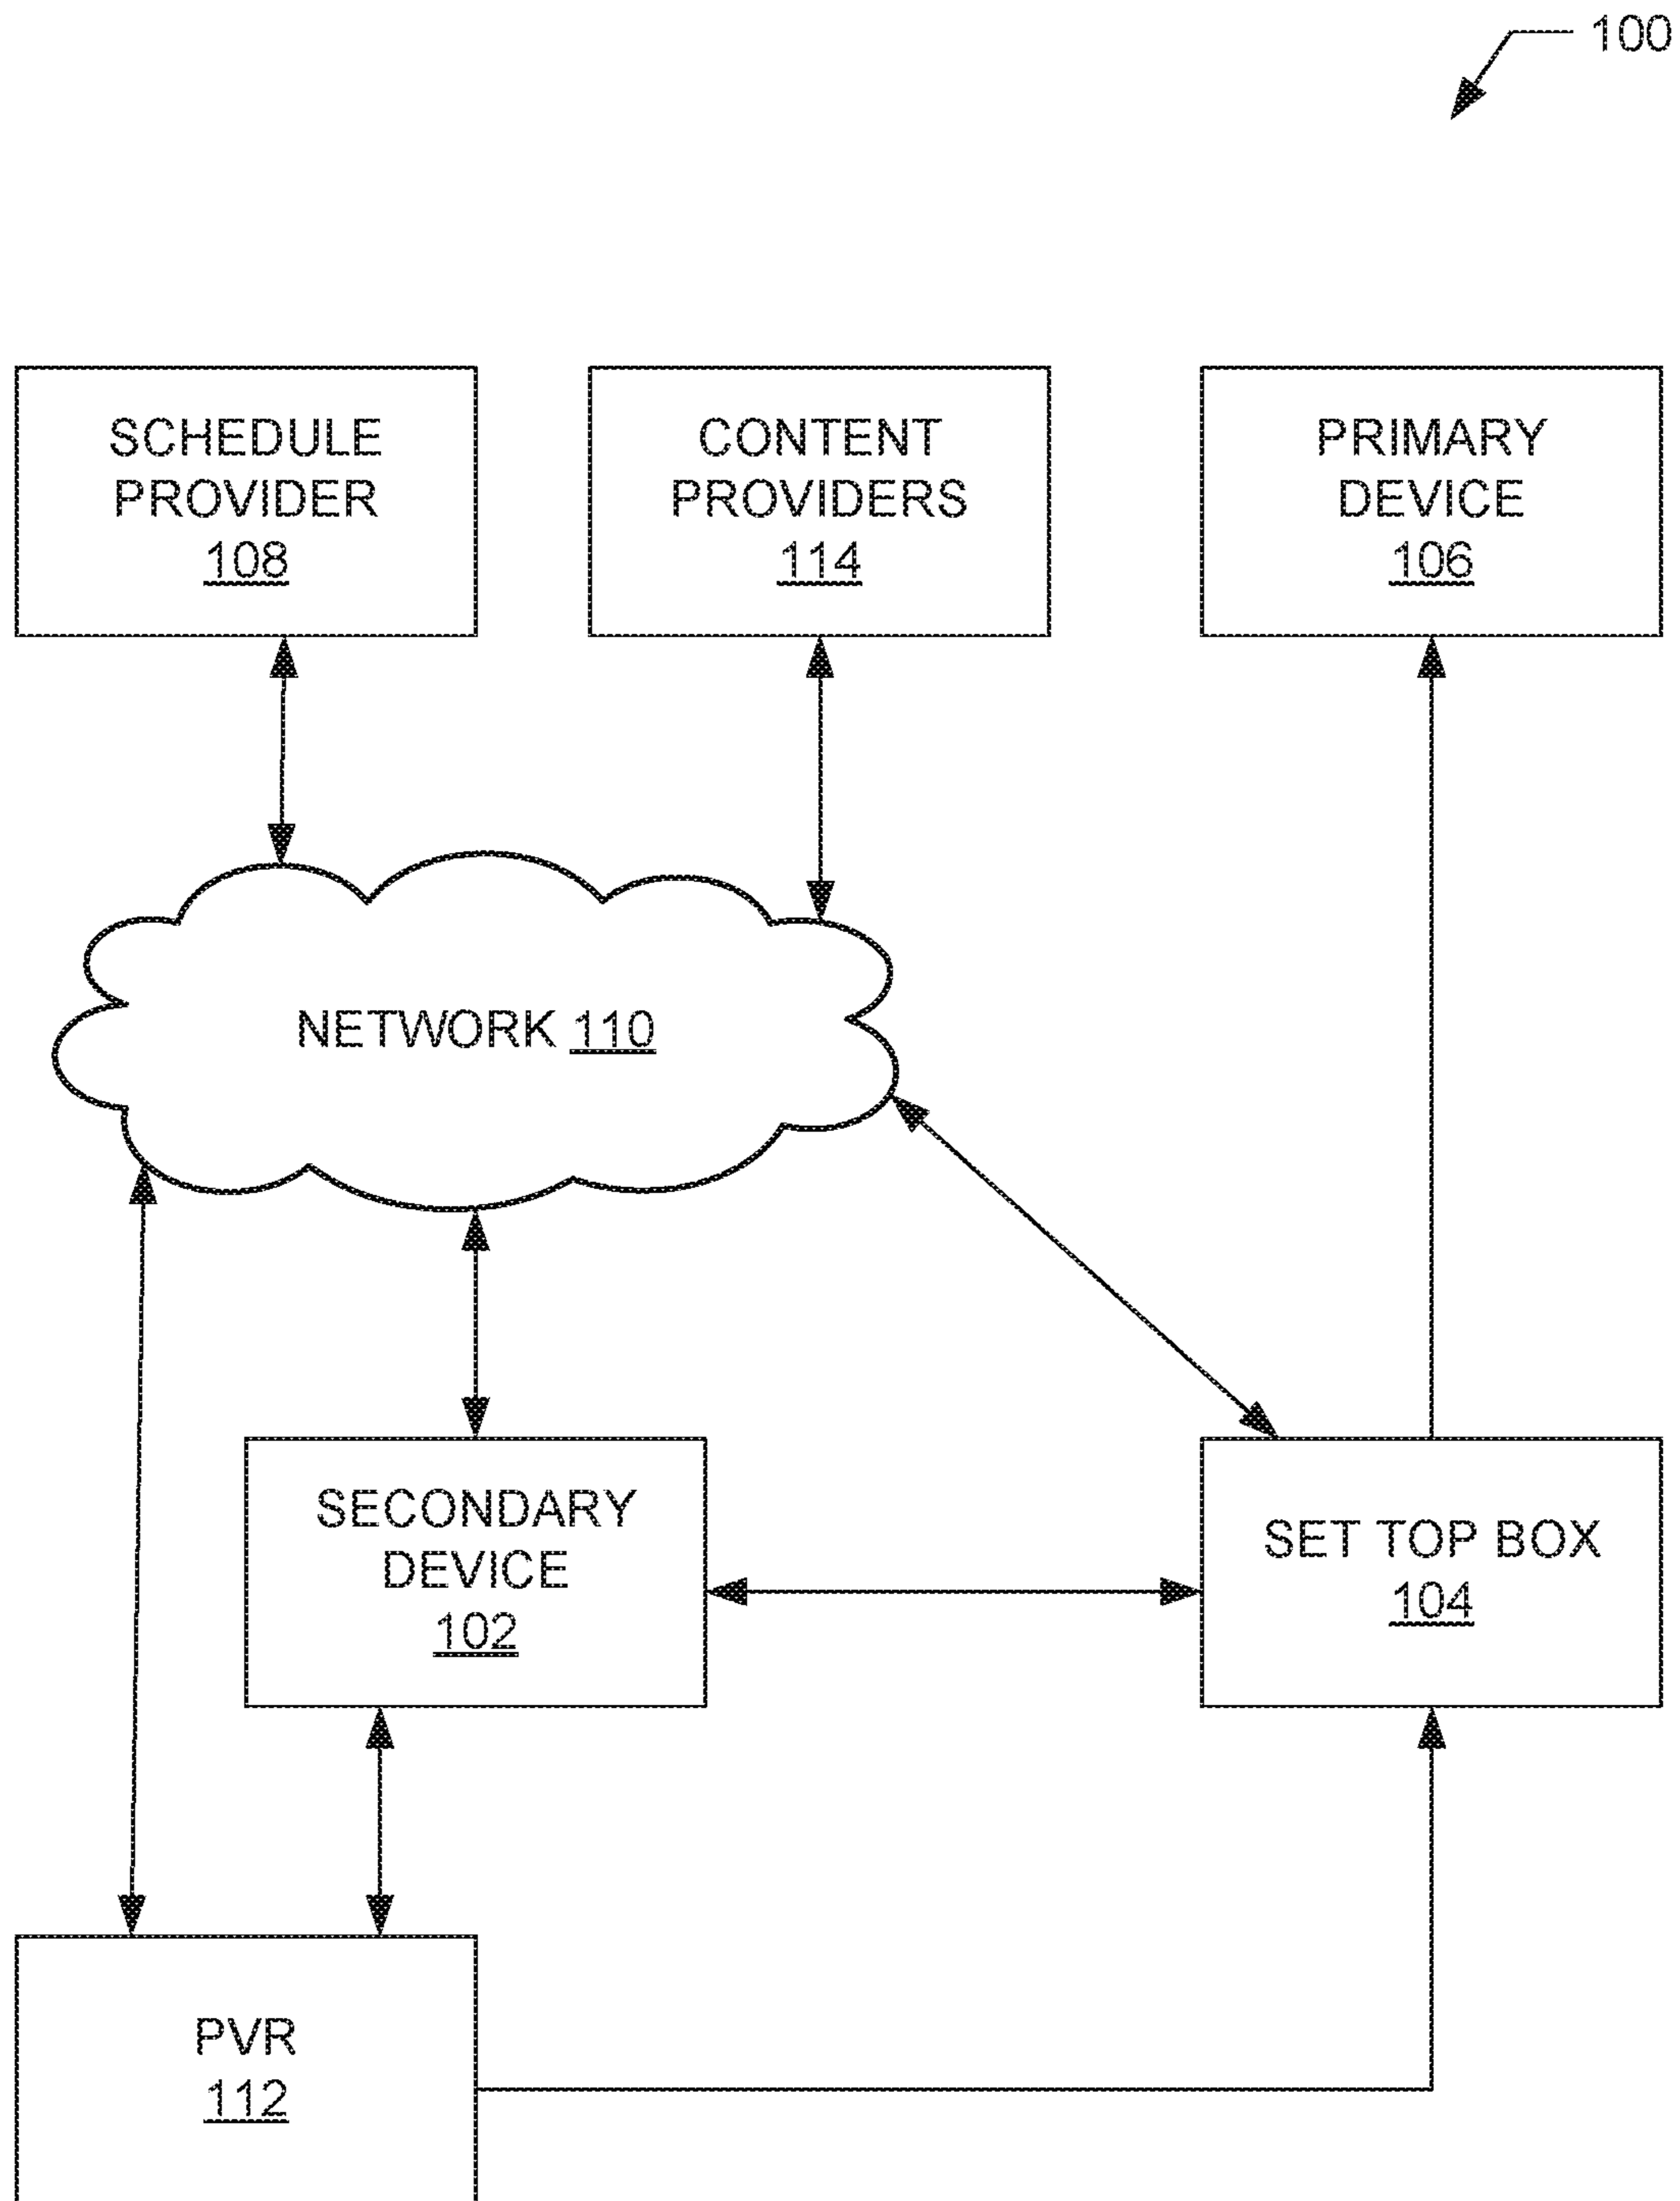 100
SCHEDULE
PROVIDER
108
CONTENT
PROVIDERS
114
PRIMARY
DEVICE
106
NETWORK 110
SECONDARY
DEVICE
102
SET TOP BOX
104
PVR
112